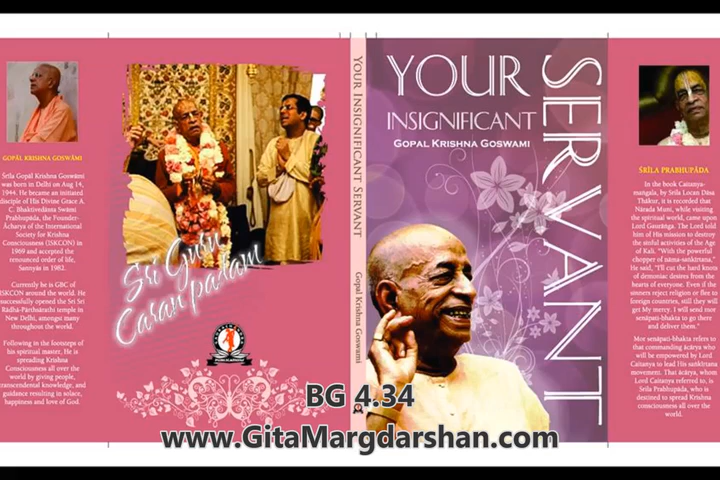 GOPĀL KRISHNA GOSWĀMI
Śrīla Gopāl Krishna Goswāmī
was born in Delhi on Aug 14,
1944. He became an initiated
disciple of His Divine Grace A.
C. Bhaktivedānta Swāmi
Prabhupāda, the Founder-
Ācharya of the International
Society for Krishna
Consciousness (ISKCON) in
1969 and accepted the
renounced order of life,
Sannyās in 1982.
Currently he is GBC of
ISKCON around the world. He
successfully opened the Sri Sri
Rādhā-Pārthsārathi temple in
New Delhi, amongst many
throughout the world.
Following in the footsteps of
his spiritual master, He is
spreading Krishna
Consciousness all over the
world by giving people,
transcendental knowledge, and
guidance resulting in solace,
happiness and love of God.
Sri Guru
Caran padam
YOUR INSIGNIFICANT SERVANT
Gopal Krishna Goswami
YOUR
INSIGNIFICANT
SERVANT
GOPAL KRISHNA GOSWAMI
ŚRĪLA PRABHUPĀDA
In the book Caitanya-
mangala, by Śrīla Locan Dāsa
Thākur, it is recorded that
Nārada Muni, while visiting
the spiritual world, came upon
Lord Gaurāṅga. The Lord told
him of His mission to destroy
the sinful activities of the Age
of Kali. "With the powerful
chopper of nāma-saṅkīrtana,"
He said, "I'll cut the hard knots
of demoniac desires from the
hearts of everyone. Even if the
sinners reject religion or flee to
foreign countries, still they will
get My mercy. I will send mor
senāpati-bhakta to go there
and deliver them."
Mor senāpati-bhakta refers to
that commanding ācārya who
will be empowered by Lord
Caitanya to lead His saṅkīrtana
movement. That ācārya, whom
Lord Caitanya referred to, is
Śrīla Prabhupāda, who is
destined to spread Krishna
consciousness all over the
world.
BG 4.34
www.GitaMargdarshan.com